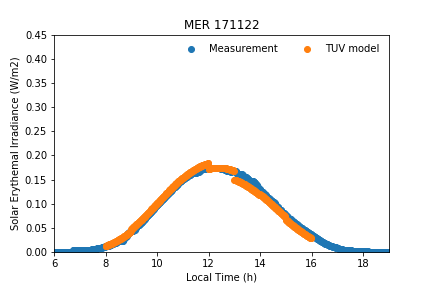 MER 171122
Measurement TUV model
Solar Erythemal Irradiance (W/m2)
0.45
0.40
0.35
0.30
0.25
0.20
0.15
0.10
0.05
0.00
6 8 10 12 14 16 18
Local Time (h)